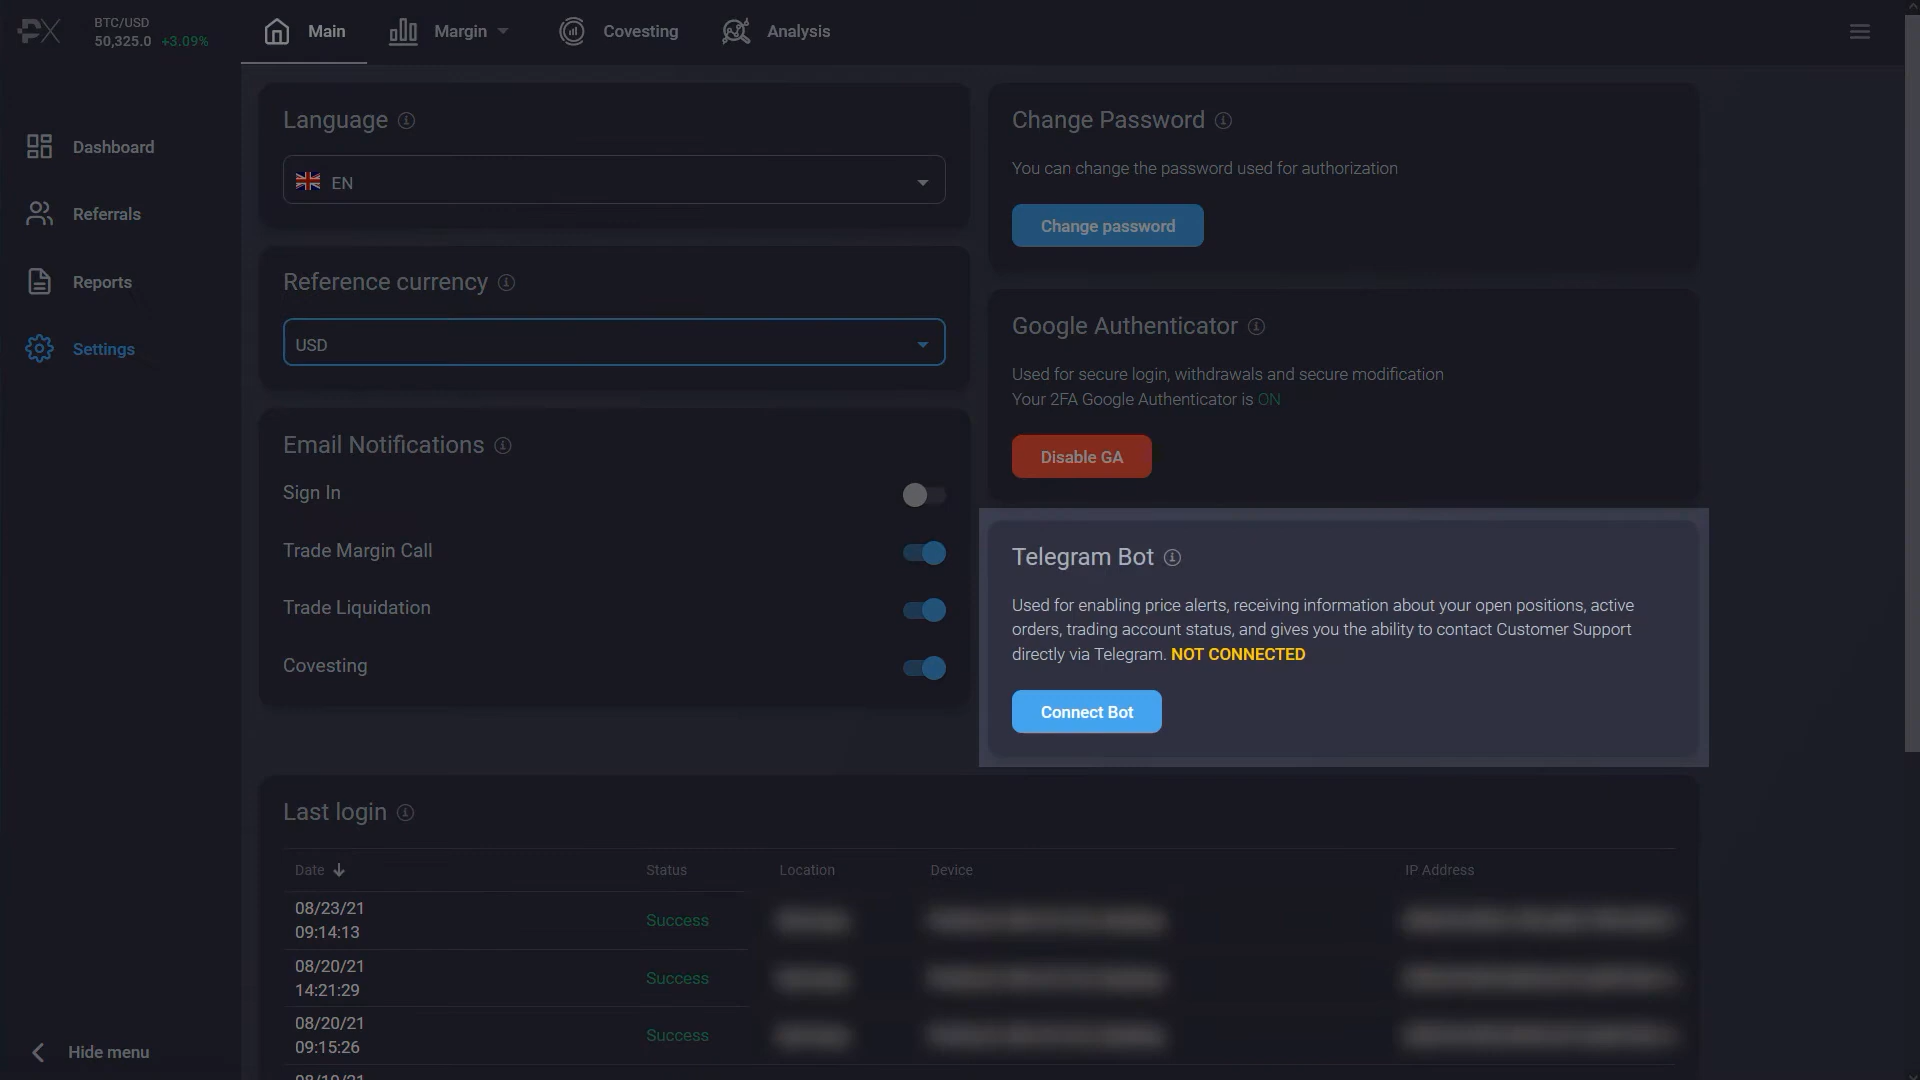 PX
BTC/USD
50,325.0 +3.09%
Main
Margin
Covesting
Analysis
Dashboard
Referrals
Reports
Settings
Hide menu
Language
EN
Reference currency
USD
Email Notifications
Sign In
Trade Margin Call
Trade Liquidation
Covesting
Change Password
You can change the password used for authorization
Change password
Google Authenticator
Used for secure login, withdrawals and secure modification
Your 2FA Google Authenticator is ON
Disable GA
Telegram Bot
Used for enabling price alerts, receiving information about your open positions, active
orders, trading account status, and gives you the ability to contact Customer Support
directly via Telegram. NOT CONNECTED
Connect Bot
Last login
Date Status Location Device IP Address
08/23/21
09:14:13
Success
08/20/21
14:21:29
Success
08/20/21
09:15:26
Success